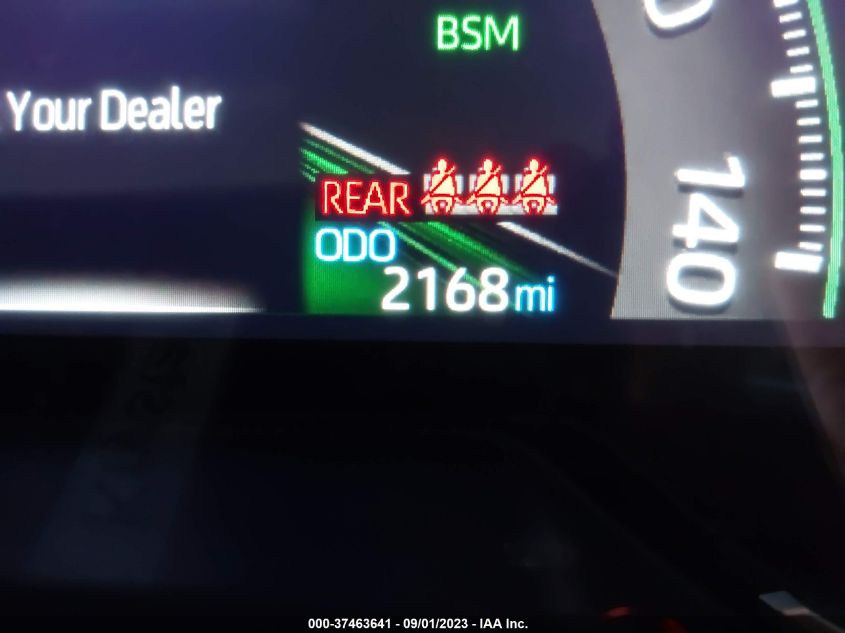 BSM
Your Dealer
REAR
ODO
2168 mi
140
000-37463641 - 09/01/2023 - IAA Inc.